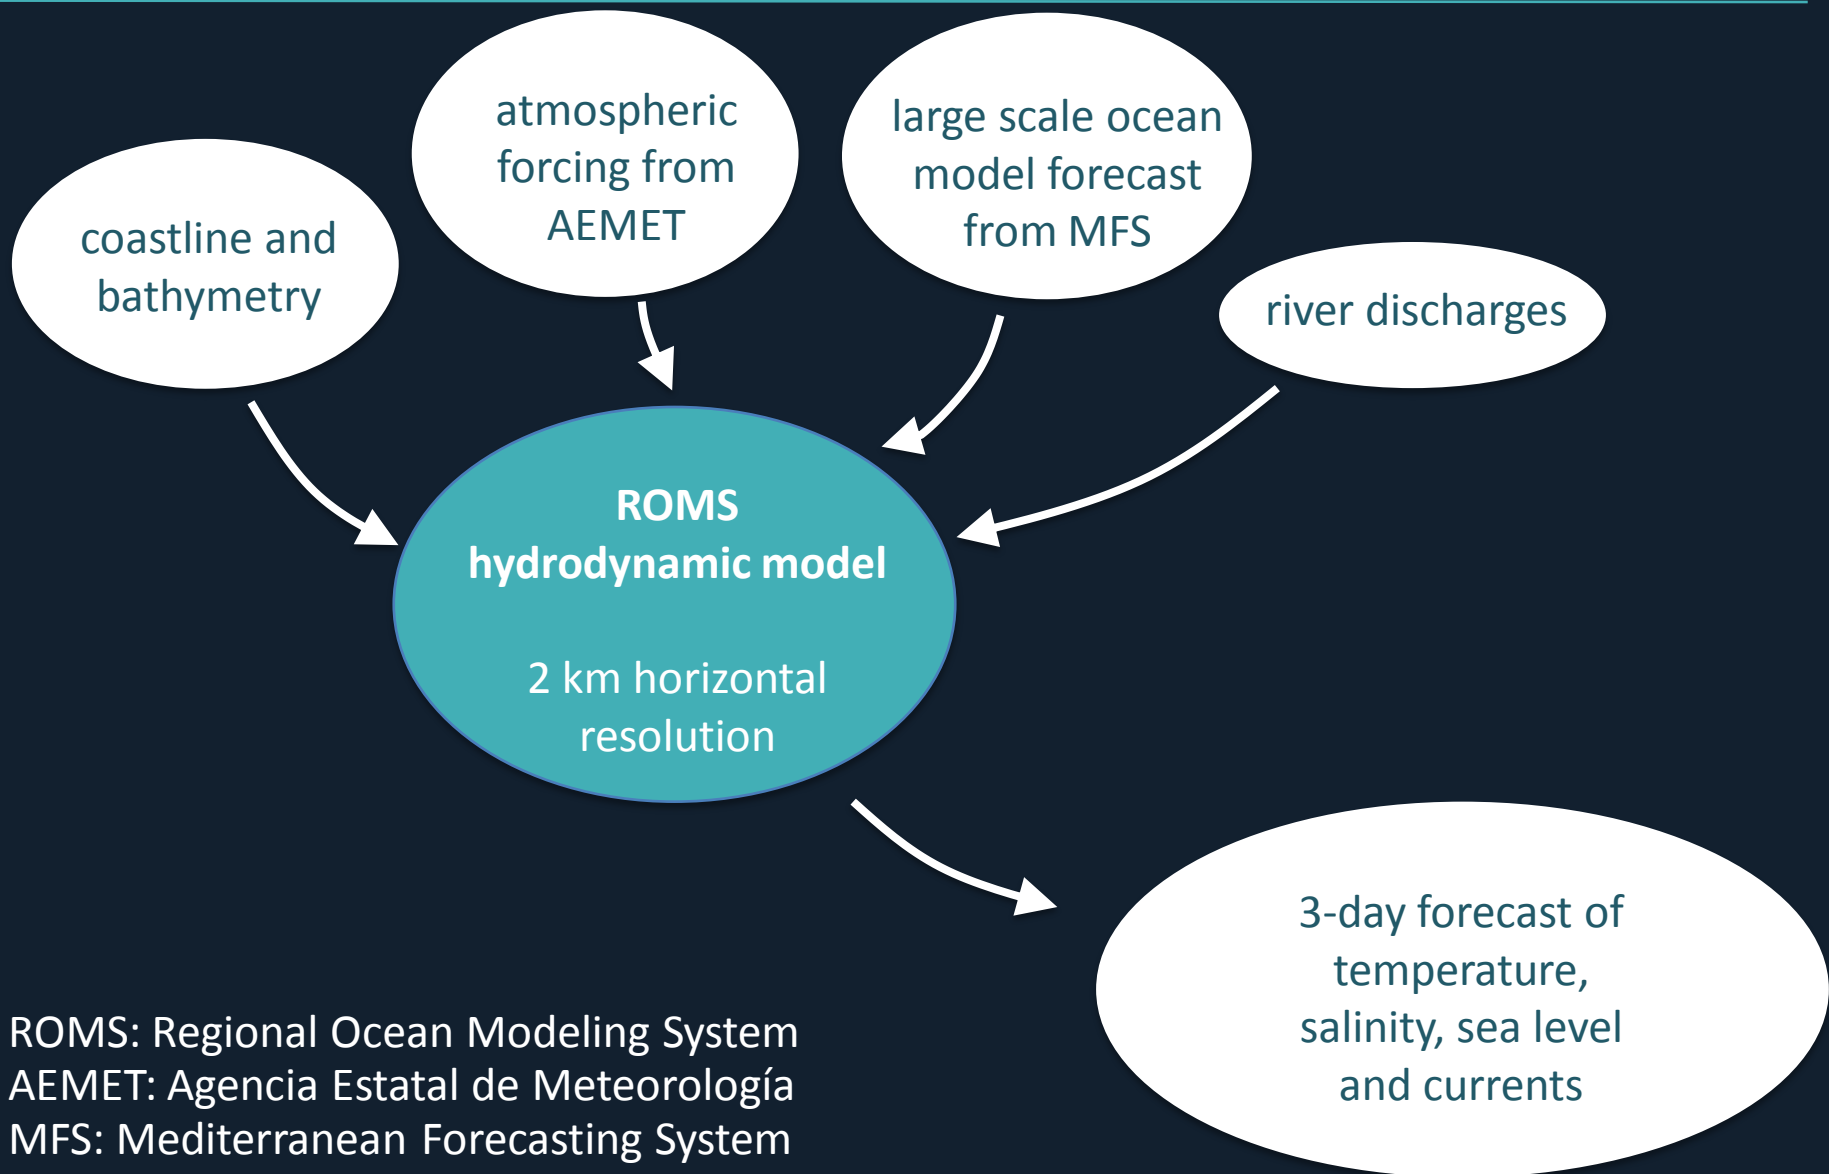 atmospheric
forcing from
AEMET
large scale ocean
model forecast
from MFS
coastline and
bathymetry
river discharges
ROMS
hydrodynamic model
2 km horizontal
resolution
3-day forecast of
temperature,
salinity, sea level
and currents
ROMS: Regional Ocean Modeling System
AEMET: Agencia Estatal de Meteorología
MFS: Mediterranean Forecasting System